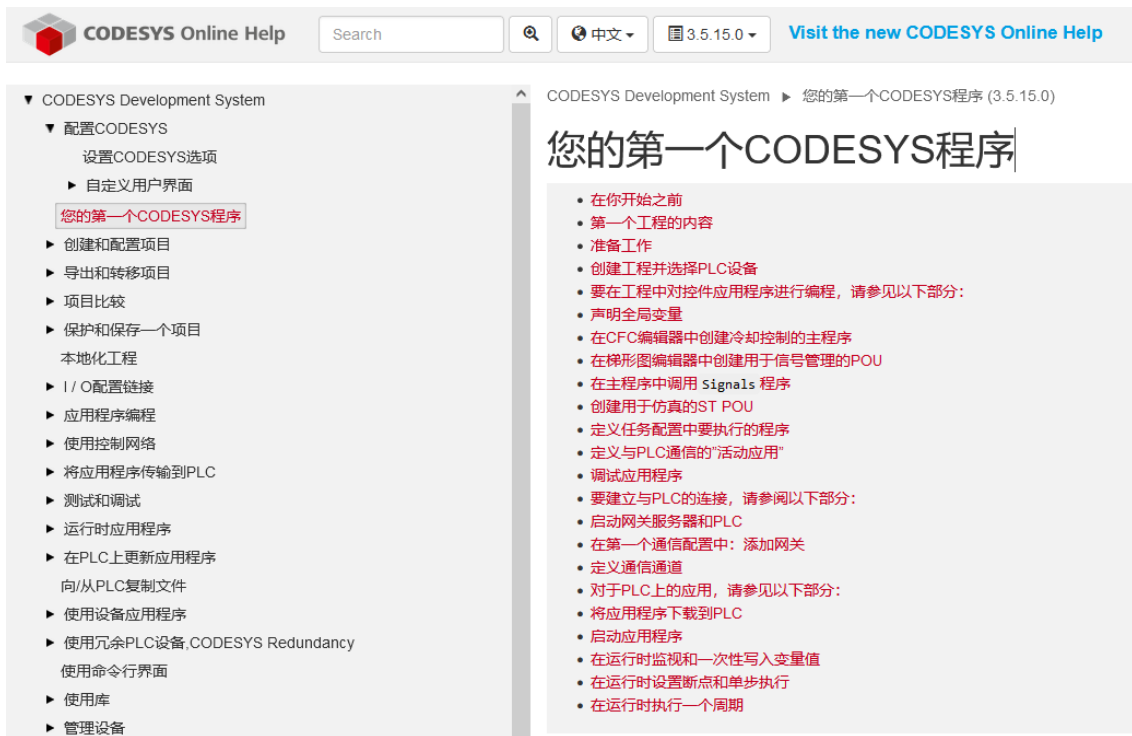 CODESYS Online Help
Search
中文
3.5.15.0
Visit the new CODESYS Online Help
CODESYS Development System
配置CODESYS
设置CODESYS选项
自定义用户界面
您的第一个CODESYS程序
创建和配置项目
导出和转移项目
项目比较
保护和保存一个项目
本地化工程
I / O配置链接
应用程序编程
使用控制网络
将应用程序传输到PLC
测试和调试
运行时应用程序
在PLC上更新应用程序
向/从PLC复制文件
使用设备应用程序
使用冗余PLC设备,CODESYS Redundancy
使用命令行界面
使用库
管理设备
CODESYS Development System ▶ 您的第一个CODESYS程序 (3.5.15.0)
您的第一个CODESYS程序
在你开始之前
第一个工程的内容
准备工作
创建工程并选择PLC设备
要在工程中对控件应用程序进行编程，请参见以下部分：
声明全局变量
在CFC编辑器中创建冷却控制的主程序
在梯形图编辑器中创建用于信号管理的POU
在主程序中调用 Signals 程序
创建用于仿真的ST POU
定义任务配置中要执行的程序
定义与PLC通信的“活动应用”
调试应用程序
要建立与PLC的连接，请参阅以下部分：
启动网关服务器和PLC
在第一个通信配置中：添加网关
定义通信通道
对于PLC上的应用，请参见以下部分：
将应用程序下载到PLC
启动应用程序
在运行时监视和一次性写入变量值
在运行时设置断点和单步执行
在运行时执行一个周期